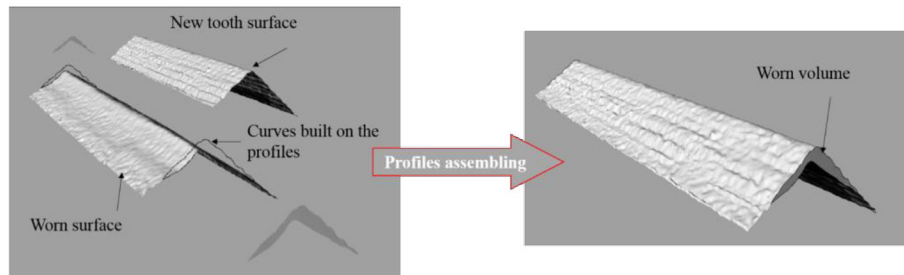 New tooth surface
Curves built on the
profiles
Worn surface
Profiles assembling
Worn volume